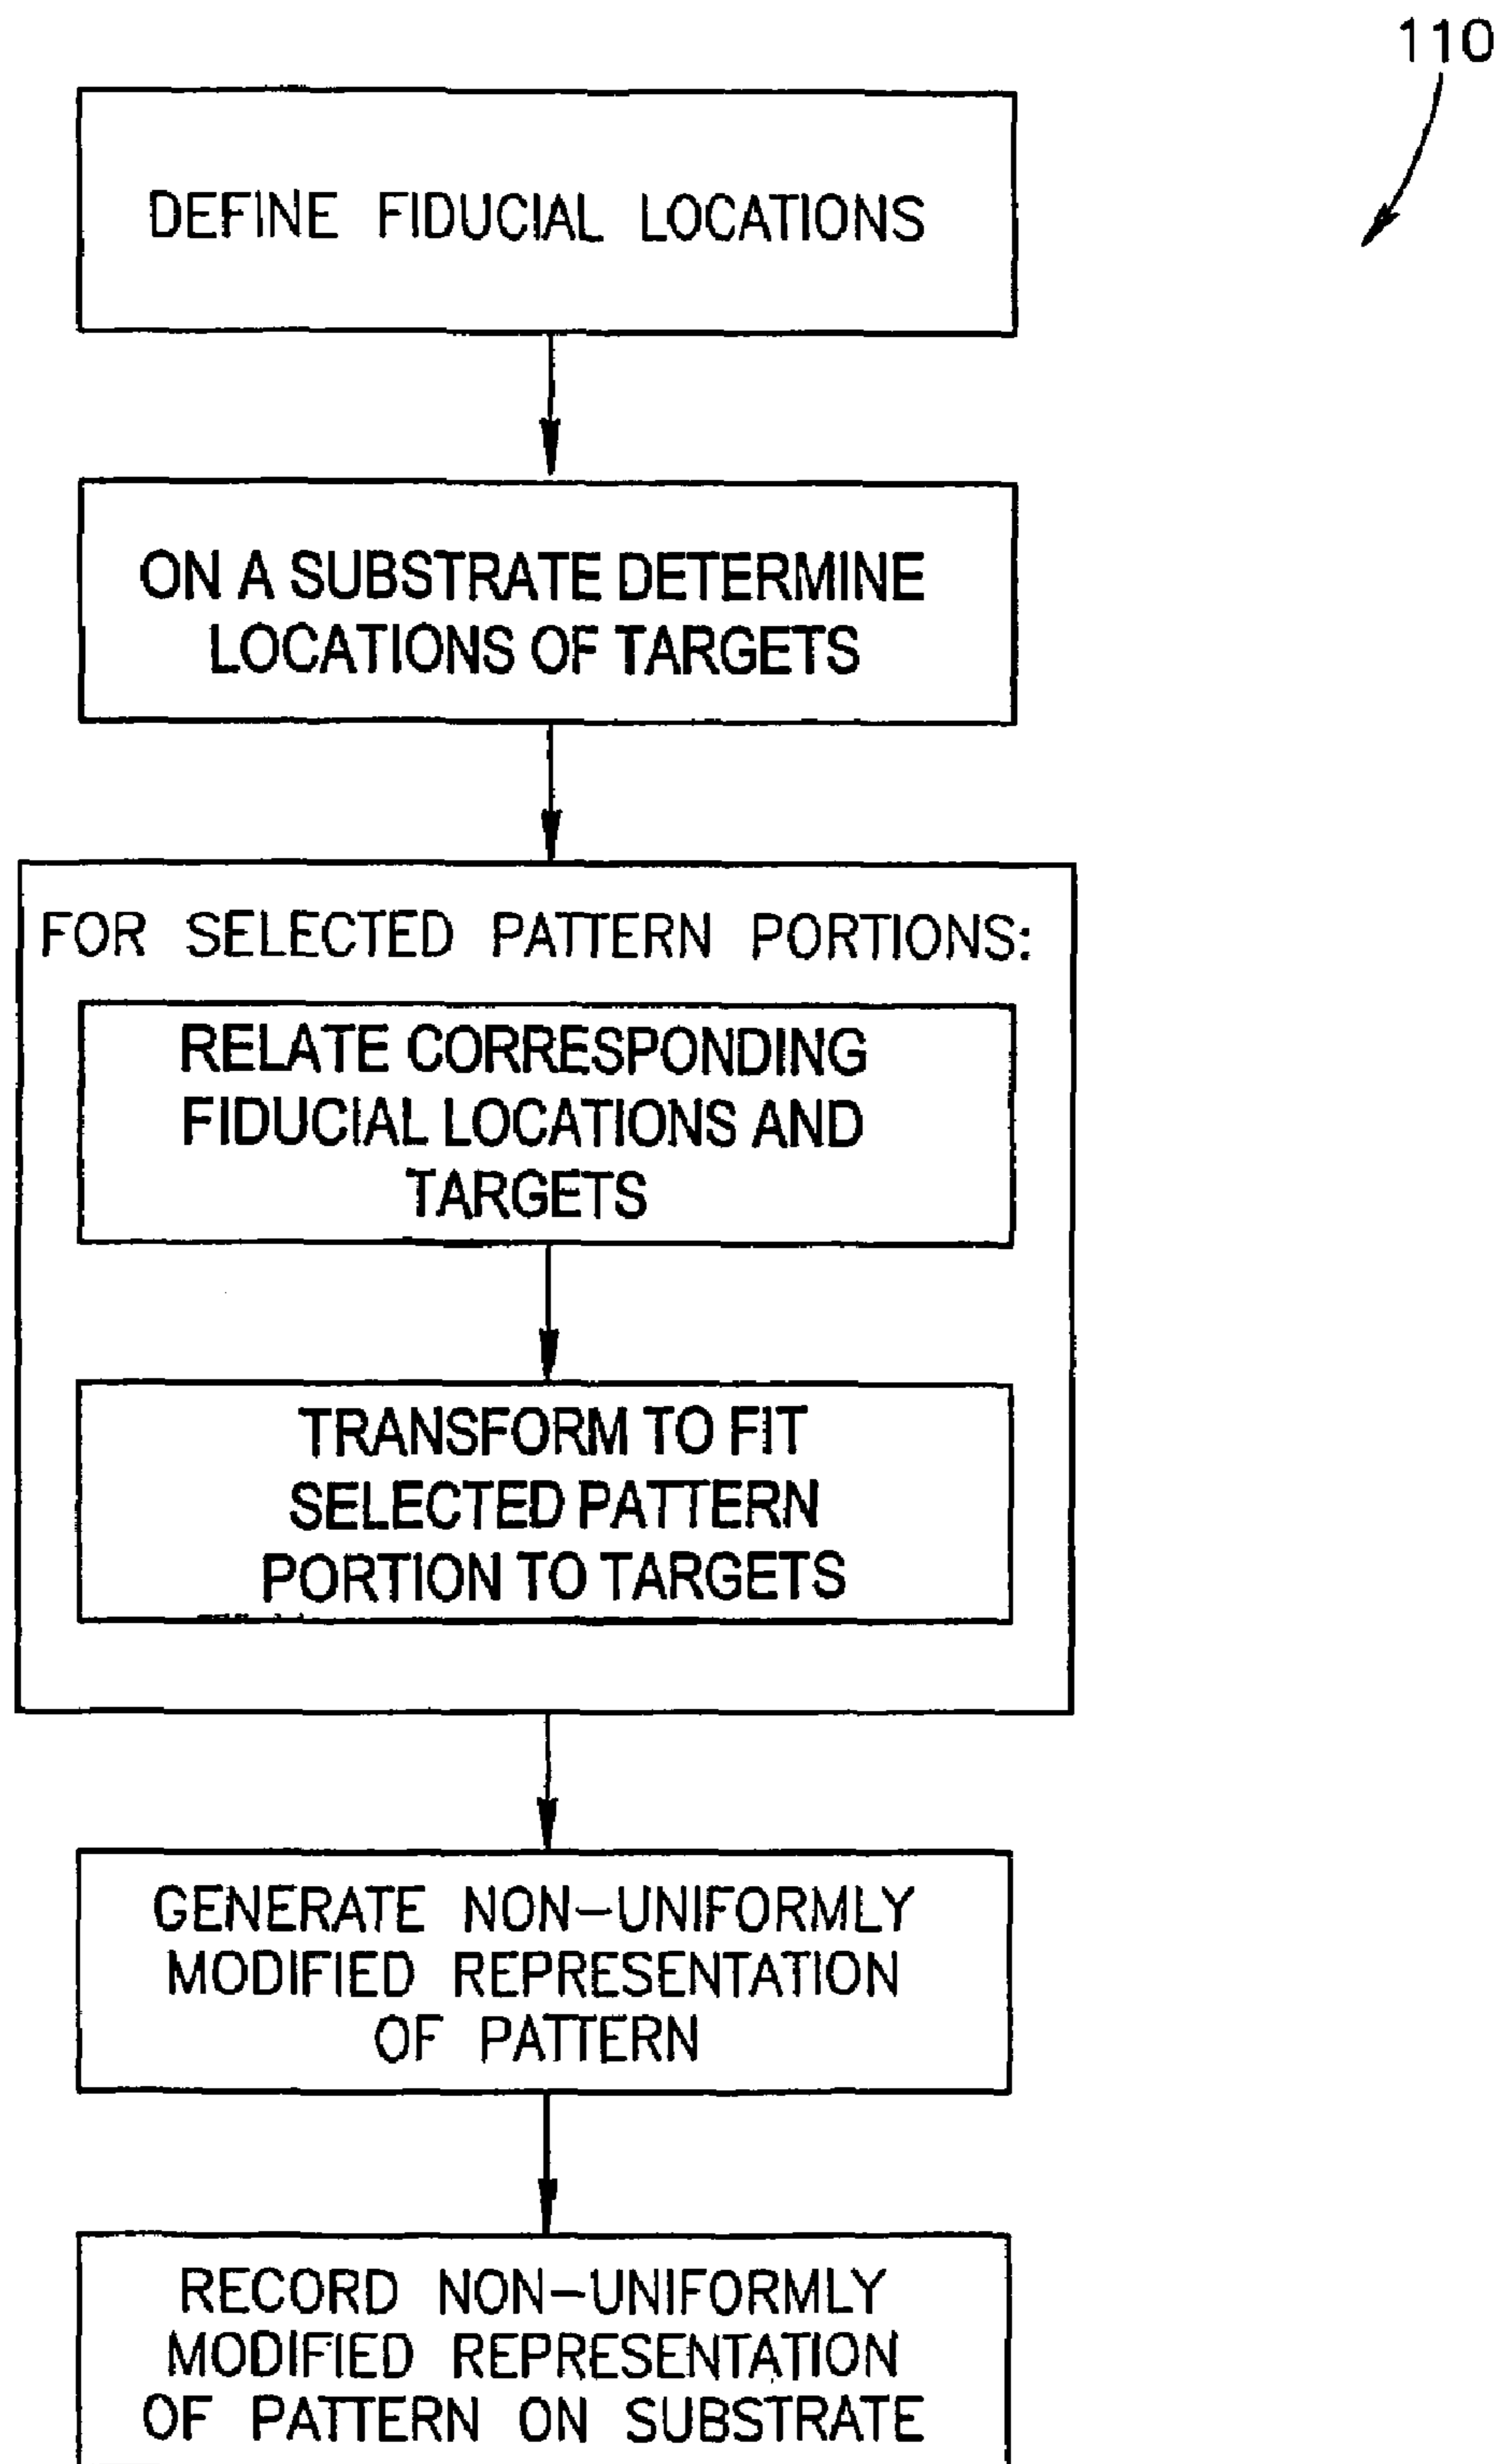 110
DEFINE FIDUCIAL LOCATIONS
ON A SUBSTRATE DETERMINE
LOCATIONS OF TARGETS
FOR SELECTED PATTERN PORTIONS:
RELATE CORRESPONDING
FIDUCIAL LOCATIONS AND
TARGETS
TRANSFORM TO FIT
SELECTED PATTERN
PORTION TO TARGETS
GENERATE NON-UNIFORMLY
MODIFIED REPRESENTATION
OF PATTERN
RECORD NON-UNIFORMLY
MODIFIED REPRESENTATION
OF PATTERN ON SUBSTRATE